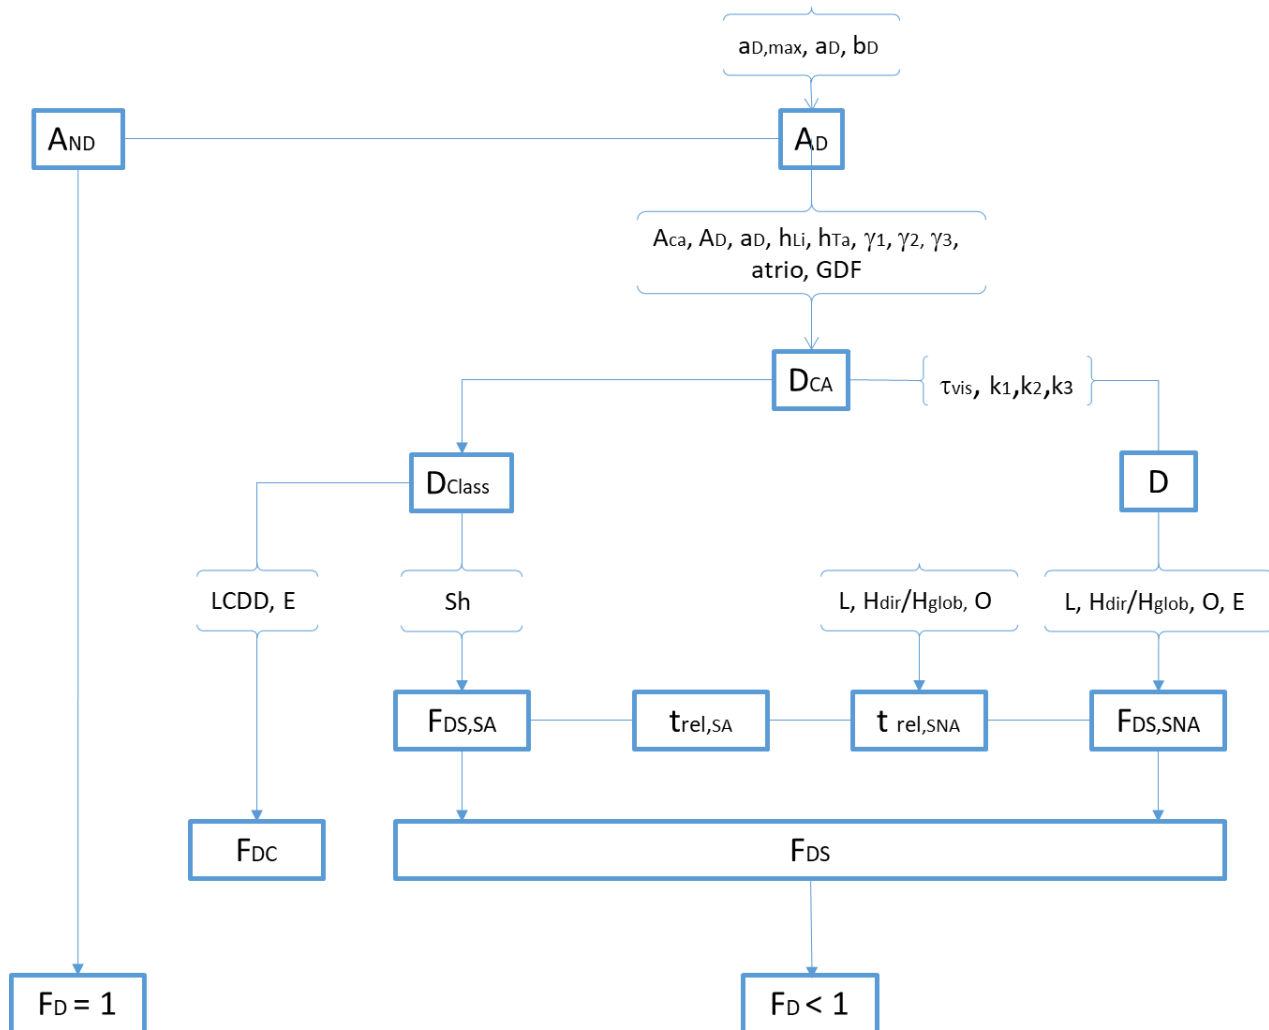 aD,max, aD, bD
AND
AD
Aca, AD, aD, hLi, hTa, γ1, γ2, γ3,
atrio, GDF
DCA
τvis, k1,k2,k3
DClass
D
LCDD, E
Sh
L, Hdir/Hglob, O
L, Hdir/Hglob, O, E
FDS,SA
trel,SA
t rel,SNA
FDS,SNA
FDC
FDS
FD = 1
FD < 1